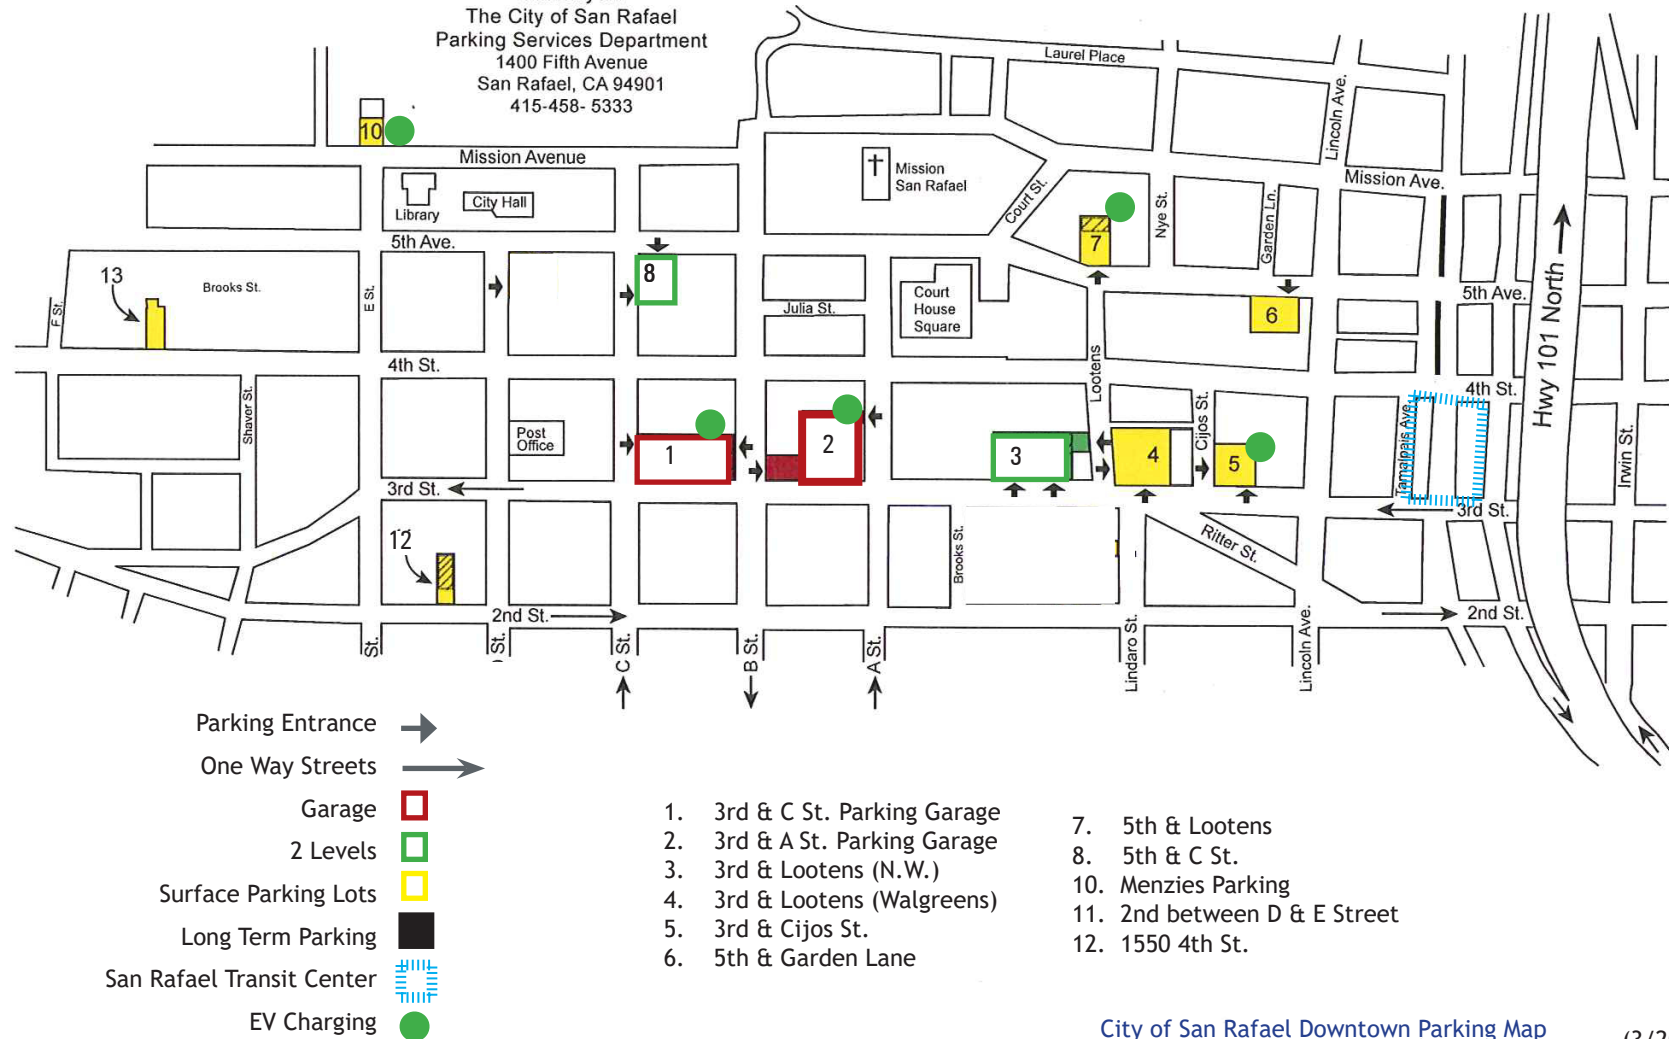 The City of San Rafael
Parking Services Department
1400 Fifth Avenue
San Rafael, CA 94901
415-458- 5333
Laurel Place
Lincoln Ave.
10
Mission Avenue
Mission
San Rafael
Mission Ave.
Library
City Hall
Court St.
Nye St.
Garden Ln.
7
5th Ave.
13
Brooks St.
F St.
E St.
8
Julia St.
Court
House
Square
6
5th Ave.
Hwy 101 North
4th St.
Lootens
4th St.
Shaver St.
Post
Office
1
2
3
4
Cijos St.
5
Tamalpais Ave.
Irwin St.
3rd St.
3rd St.
12
Brooks St.
Ritter St.
2nd St.
2nd St.
St.
St.
C St.
B St.
A St.
Lindaro St.
Lincoln Ave.
Parking Entrance
One Way Streets
Garage
2 Levels
Surface Parking Lots
Long Term Parking
San Rafael Transit Center
EV Charging
1. 3rd & C St. Parking Garage
2. 3rd & A St. Parking Garage
3. 3rd & Lootens (N.W.)
4. 3rd & Lootens (Walgreens)
5. 3rd & Cijos St.
6. 5th & Garden Lane
7. 5th & Lootens
8. 5th & C St.
10. Menzies Parking
11. 2nd between D & E Street
12. 1550 4th St.
City of San Rafael Downtown Parking Map